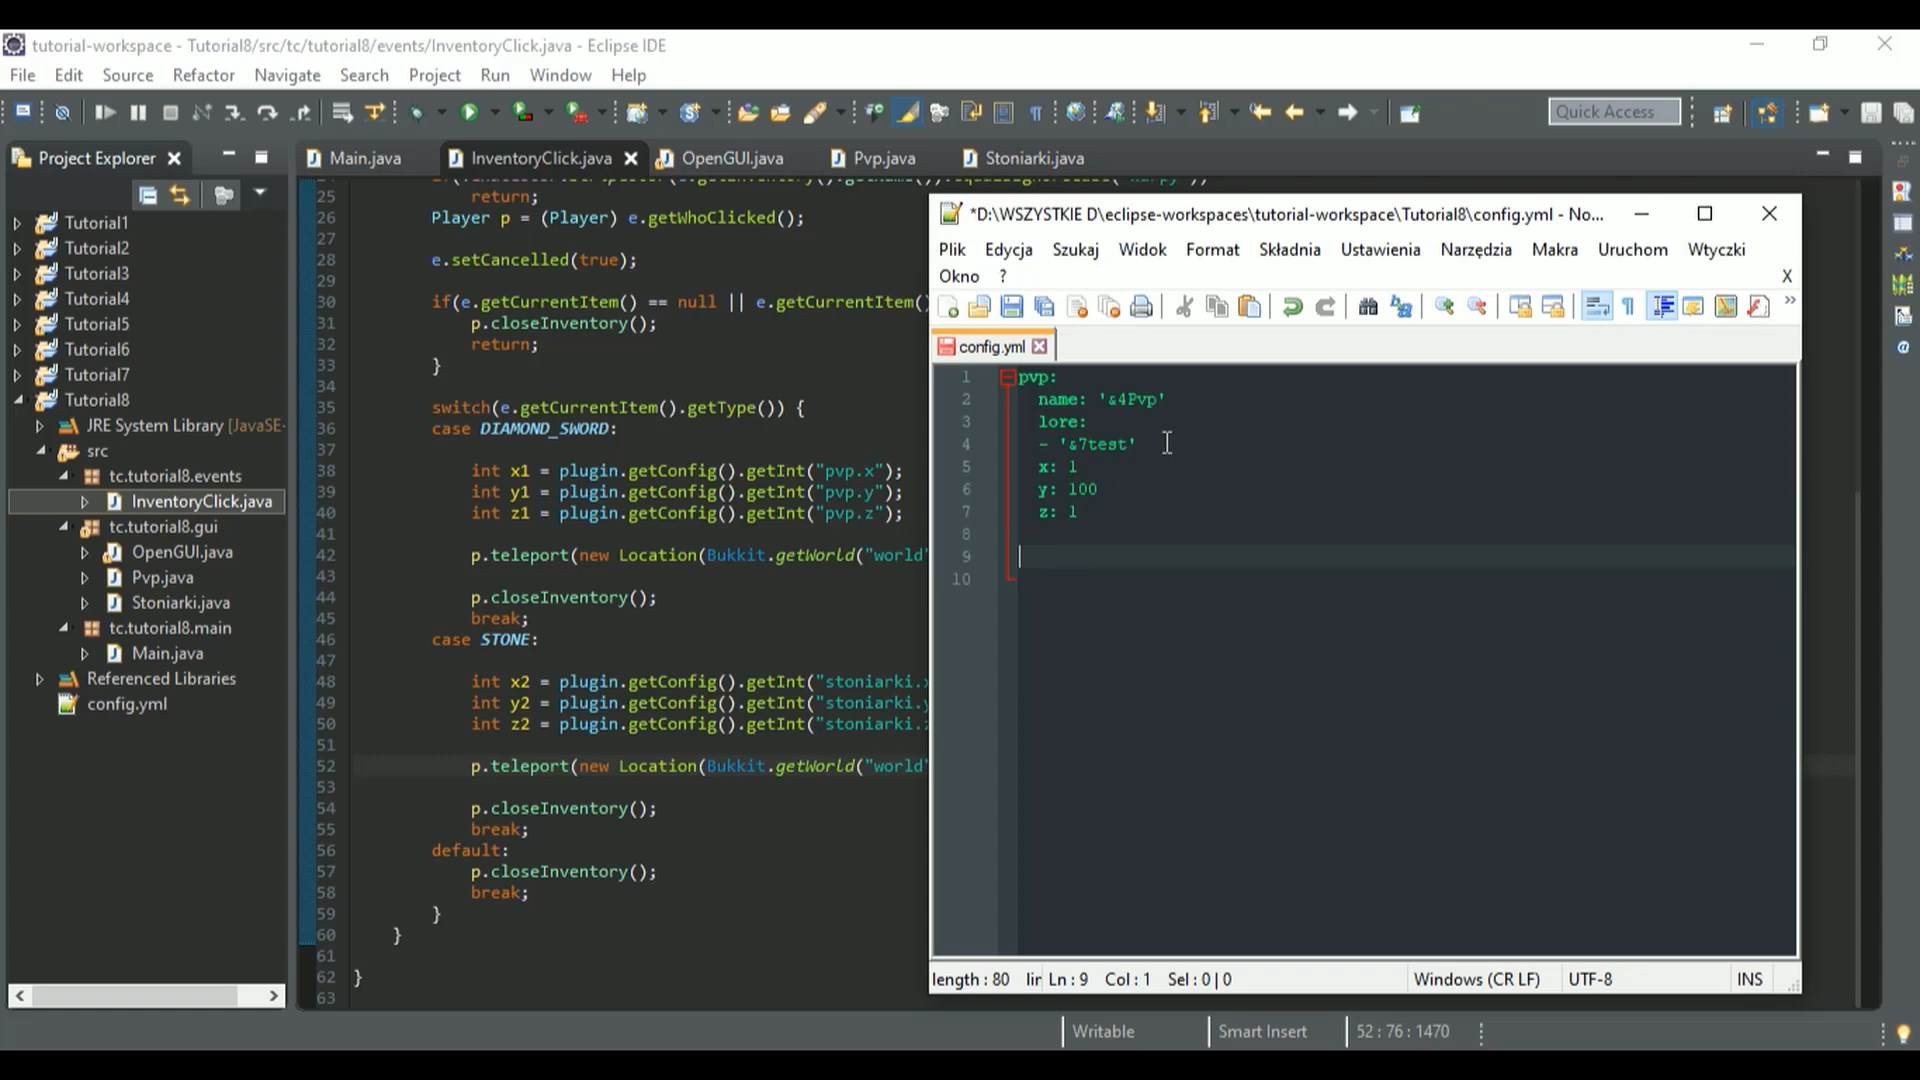 tutorial-workspace - Tutorial8/src/tc/tutorial8/events/InventoryClick.java - Eclipse IDE
File Edit Source Refactor Navigate Search Project Run Window Help
Quick Access
Project Explorer
Main.java InventoryClick.java OpenGUI.java Pvp.java Stoniarki.java
Tutorial1
Tutorial2
Tutorial3
Tutorial4
Tutorial5
Tutorial6
Tutorial7
Tutorial8
JRE System Library [JavaSE-
src
tc.tutorial8.events
InventoryClick.java
tc.tutorial8.gui
OpenGUI.java
Pvp.java
Stoniarki.java
tc.tutorial8.main
Main.java
Referenced Libraries
config.yml
25 return;
26 Player p = (Player) e.getWhoClicked();
27
28 e.setCancelled(true);
29
30 if(e.getCurrentItem() == null || e.getCurrentItem()
31 p.closeInventory();
32 return;
33 }
34
35 switch(e.getCurrentItem().getType()) {
36 case DIAMOND_SWORD:
37
38 int x1 = plugin.getConfig().getInt("pvp.x");
39 int y1 = plugin.getConfig().getInt("pvp.y");
40 int z1 = plugin.getConfig().getInt("pvp.z");
41
42 p.teleport(new Location(Bukkit.getWorld("world"
43
44 p.closeInventory();
45 break;
46 case STONE:
47
48 int x2 = plugin.getConfig().getInt("stoniarki.x
49 int y2 = plugin.getConfig().getInt("stoniarki.y
50 int z2 = plugin.getConfig().getInt("stoniarki.z
51
52 p.teleport(new Location(Bukkit.getWorld("world"
53
54 p.closeInventory();
55 break;
56 default:
57 p.closeInventory();
58 break;
59 }
60 }
61
62 }
63
*D:\WSZYSTKIE D\eclipse-workspaces\tutorial-workspace\Tutorial8\config.yml - No...
Plik Edycja Szukaj Widok Format Składnia Ustawienia Narzędzia Makra Uruchom Wtyczki
Okno ? X
config.yml
1 pvp:
2 name: '&4Pvp'
3 lore:
4 - '&7test'
5 x: 1
6 y: 100
7 z: 1
8
9
10
length : 80 lir Ln : 9 Col : 1 Sel : 0 | 0 Windows (CR LF) UTF-8 INS
Writable Smart Insert 52 : 76 : 1470